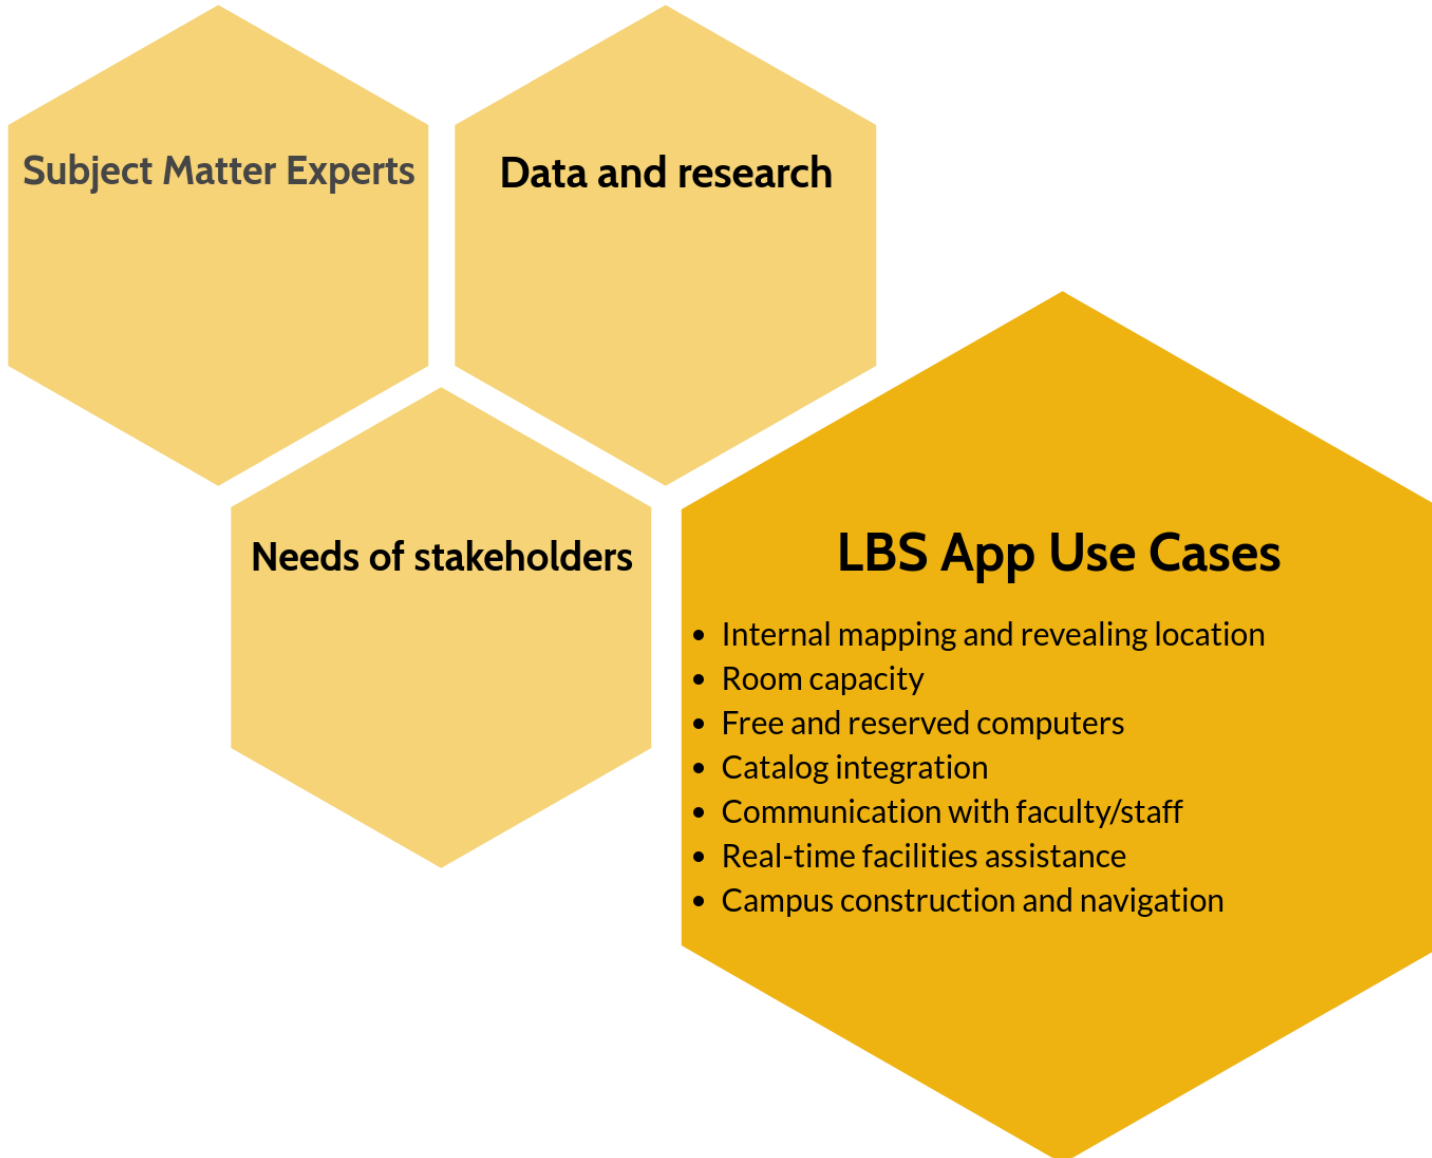 Subject Matter Experts
Data and research
Needs of stakeholders
LBS App Use Cases
• Internal mapping and revealing location
• Room capacity
• Free and reserved computers
• Catalog integration
• Communication with faculty/staff
• Real-time facilities assistance
• Campus construction and navigation